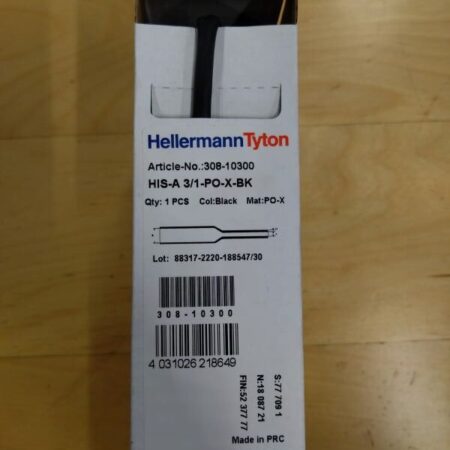 HellermannTyton
Article-No.:308-10300
HIS-A 3/1-PO-X-BK
Qty: 1 PCS Col:Black Mat:PO-X
Lot: 88317-2220-188547/30
308-10300
4 031026 218649
S:77 709 1
N:18 087 21
FIN:52 377 77
Made in PRC